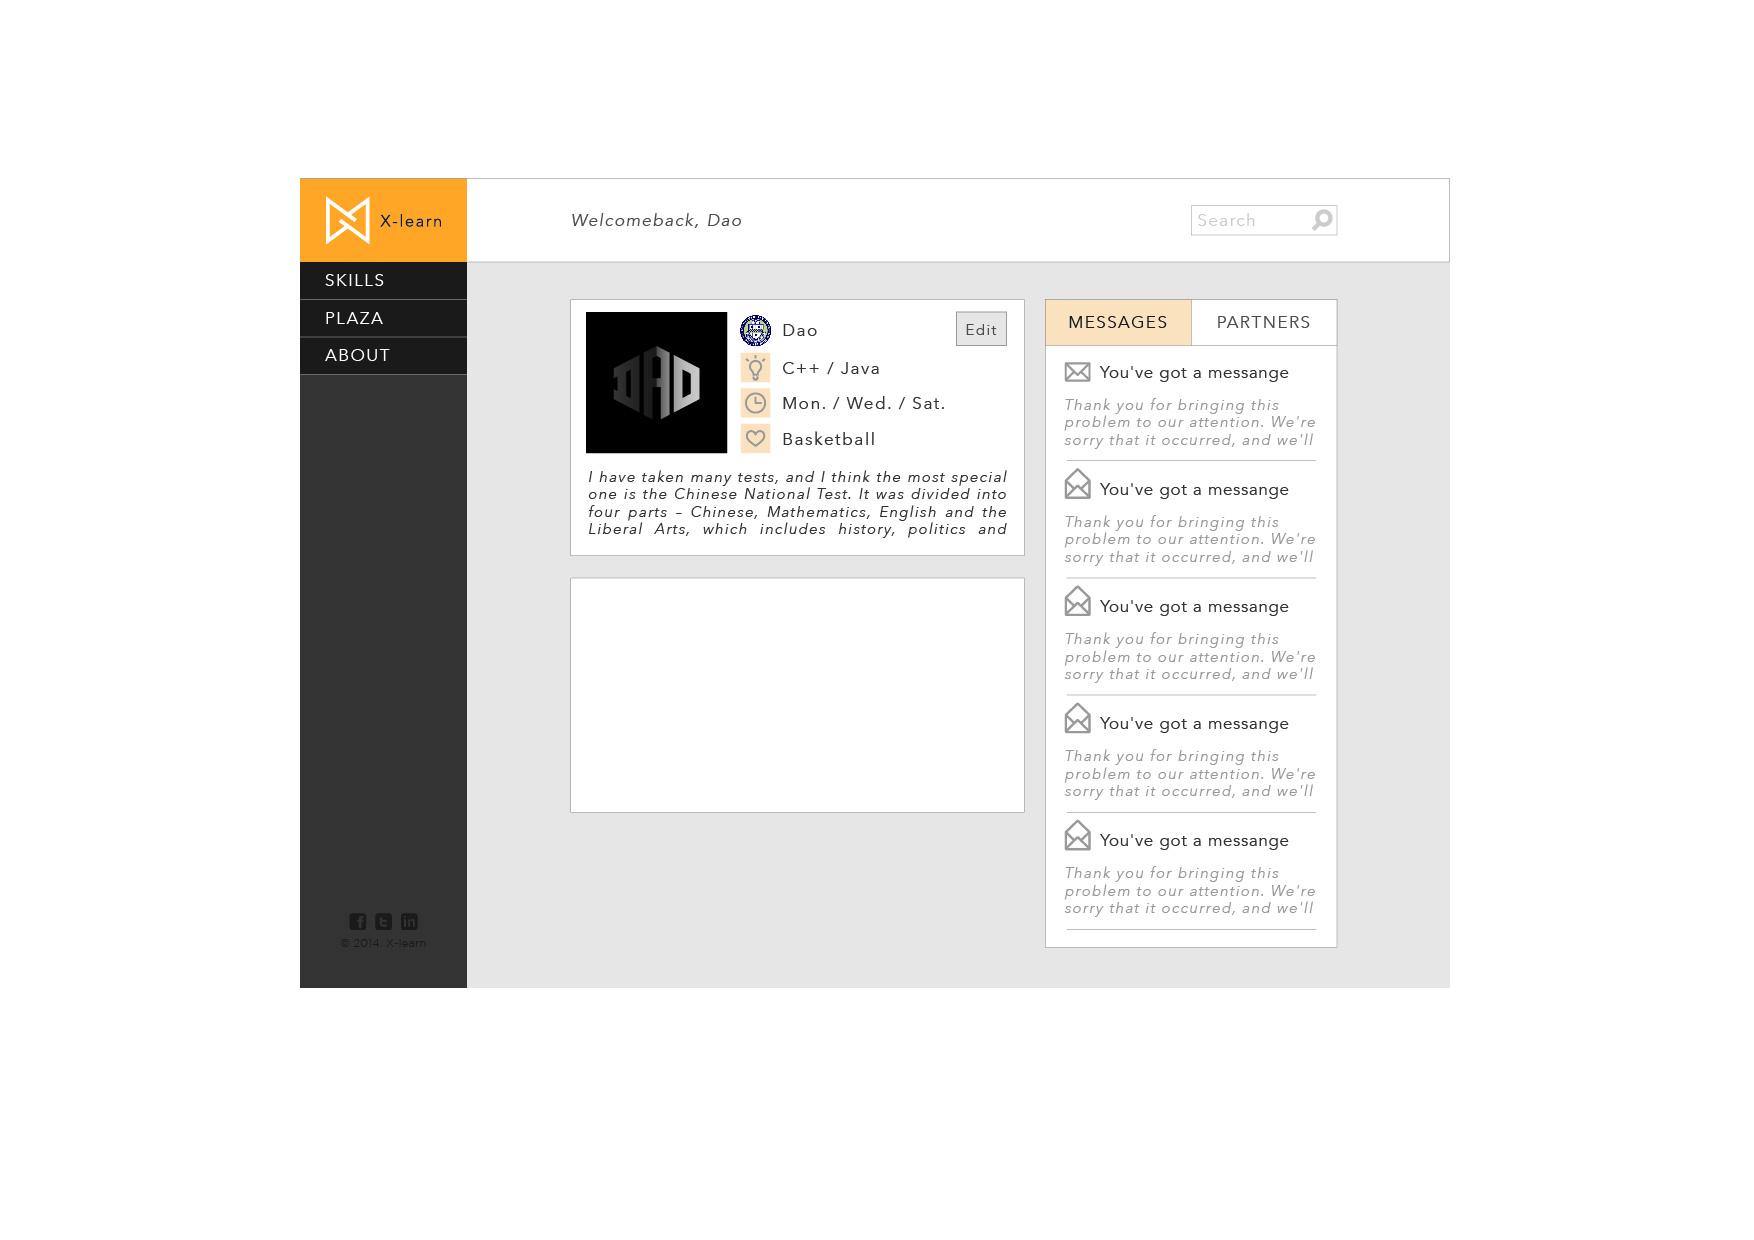 X-learn
Welcomeback, Dao
Search
SKILLS
PLAZA
ABOUT
DAO
Dao
Edit
C++ / Java
Mon. / Wed. / Sat.
Basketball
I have taken many tests, and I think the most special
one is the Chinese National Test. It was divided into
four parts – Chinese, Mathematics, English and the
Liberal Arts, which includes history, politics and
MESSAGES
PARTNERS
You've got a messange
Thank you for bringing this
problem to our attention. We're
sorry that it occurred, and we'll
You've got a messange
Thank you for bringing this
problem to our attention. We're
sorry that it occurred, and we'll
You've got a messange
Thank you for bringing this
problem to our attention. We're
sorry that it occurred, and we'll
You've got a messange
Thank you for bringing this
problem to our attention. We're
sorry that it occurred, and we'll
You've got a messange
Thank you for bringing this
problem to our attention. We're
sorry that it occurred, and we'll
© 2014. X-learn